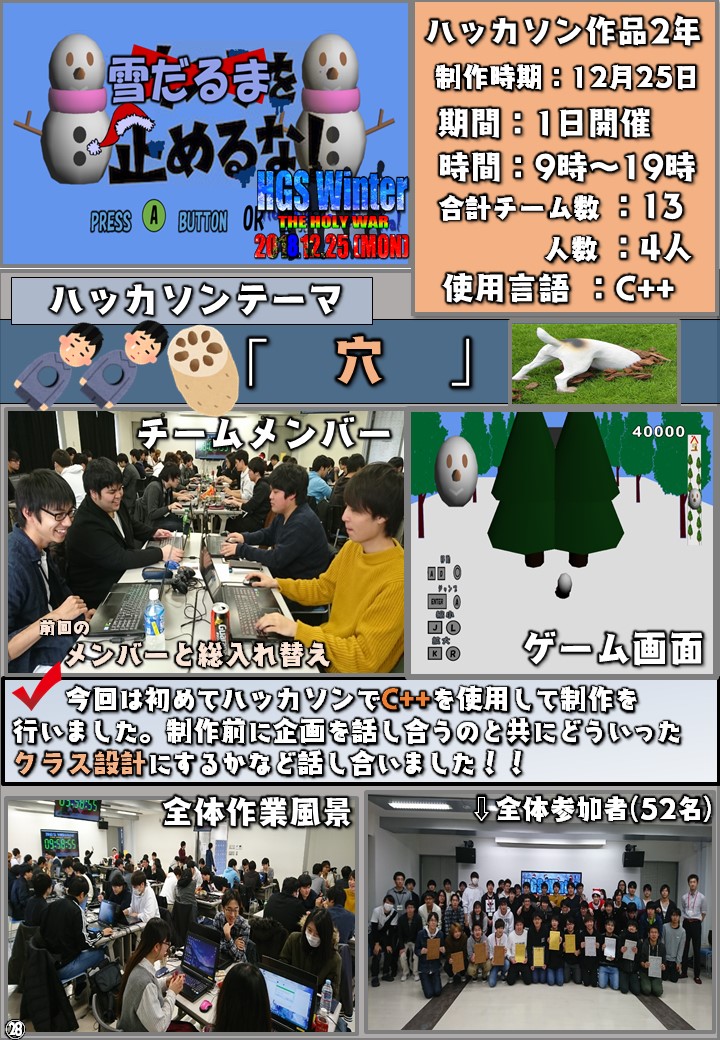 雪だるまを
止めるな!
PRESS A BUTTON OR
HGS Winter
THE HOLY WAR
2018.12.25.(MON)
ハッカソン作品2年
制作時期:12月25日
期間:1日開催
時間:9時~19時
合計チーム数 :13
人数 :4人
使用言語 :C++
ハッカソンテーマ
「 穴 」
チームメンバー
前回の
メンバーと総入れ替え
40000
ENTER A
J L
K R
ゲーム画面
今回は初めてハッカソンでC++を使用して制作を
行いました。制作前に企画を話し合うのと共にどういった
クラス設計にするかなど話し合いました!!
全体作業風景
09:58:55
⇩全体参加者(52名)
28